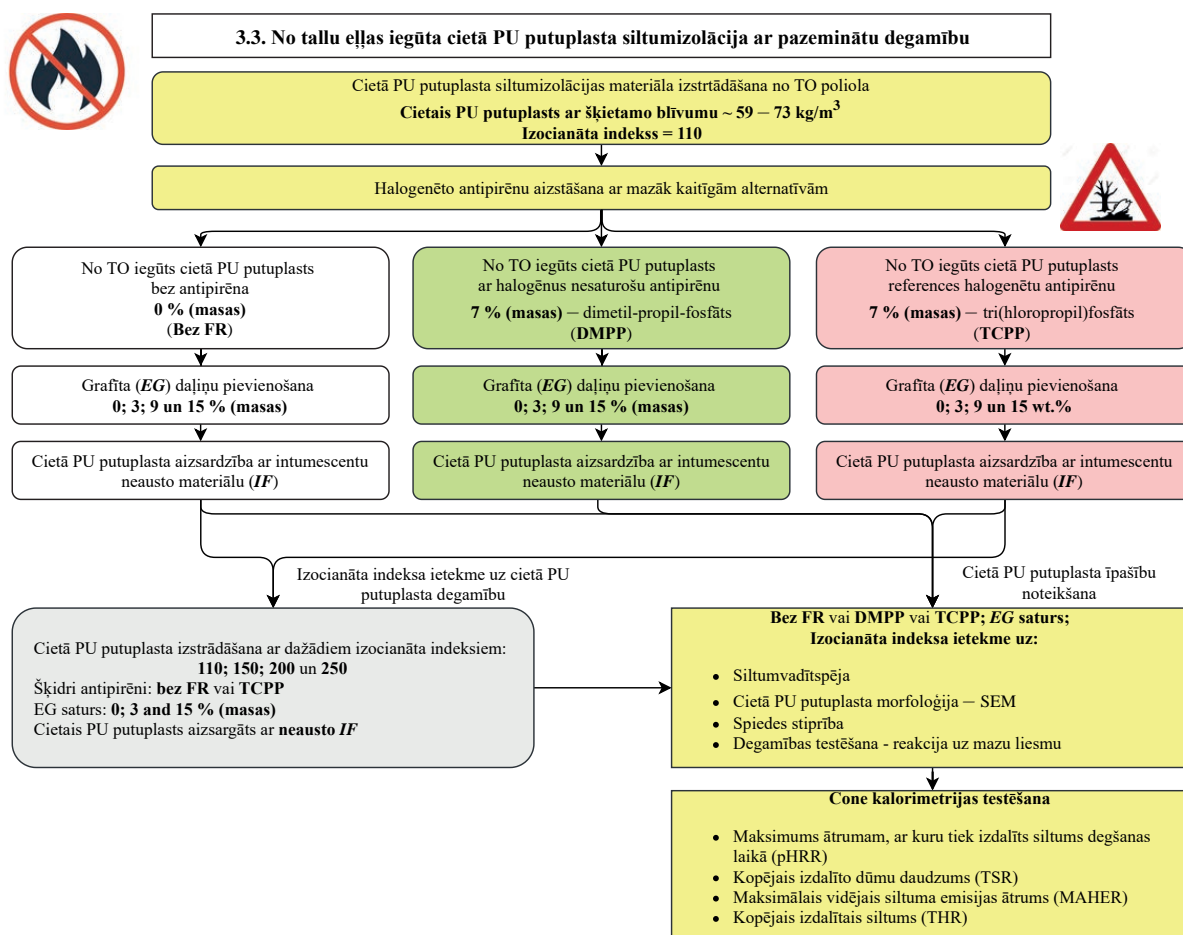 3.3. No tallu eļļas iegūta cietā PU putuplasta siltumizolācija ar pazeminātu degamību
Cietā PU putuplasta siltumizolācijas materiāla izstrtādāšana no TO poliola
Cietais PU putuplasts ar šķietamo blīvumu ~ 59 – 73 kg/m³
Izocianāta indekss = 110
Halogenēto antipirēnu aizstāšana ar mazāk kaitīgām alternatīvām
No TO iegūts cietā PU putuplasts
bez antipirēna
0 % (masas)
(Bez FR)
No TO iegūts cietā PU putuplasts
ar halogēnus nesaturošu antipirēnu
7 % (masas) – dimetil-propil-fosfāts
(DMPP)
No TO iegūts cietā PU putuplasts
references halogenētu antipirēnu
7 % (masas) – tri(hloropropil)fosfāts
(TCPP)
Grafīta (EG) daļiņu pievienošana
0; 3; 9 un 15 % (masas)
Grafīta (EG) daļiņu pievienošana
0; 3; 9 un 15 % (masas)
Grafīta (EG) daļiņu pievienošana
0; 3; 9 un 15 wt.%
Cietā PU putuplasta aizsardzība ar intumescentu
neausto materiālu (IF)
Cietā PU putuplasta aizsardzība ar intumescentu
neausto materiālu (IF)
Cietā PU putuplasta aizsardzība ar intumescentu
neausto materiālu (IF)
Izocianāta indeksa ietekme uz cietā PU
putuplasta degamību
Cietā PU putuplasta īpašību
noteikšana
Cietā PU putuplasta izstrādāšana ar dažādiem izocianāta indeksiem:
110; 150; 200 un 250
Šķidri antipirēni: bez FR vai TCPP
EG saturs: 0; 3 and 15 % (masas)
Cietais PU putuplasts aizsargāts ar neausto IF
Bez FR vai DMPP vai TCPP; EG saturs;
Izocianāta indeksa ietekme uz:
• Siltumvadītspēja
• Cietā PU putuplasta morfoloģija – SEM
• Spiedes stiprība
• Degamības testēšana - reakcija uz mazu liesmu
Cone kalorimetrijas testēšana
• Maksimums ātrumam, ar kuru tiek izdalīts siltums degšanas
laikā (pHRR)
• Kopējais izdalīto dūmu daudzums (TSR)
• Maksimālais vidējais siltuma emisijas ātrums (MAHER)
• Kopējais izdalītais siltums (THR)